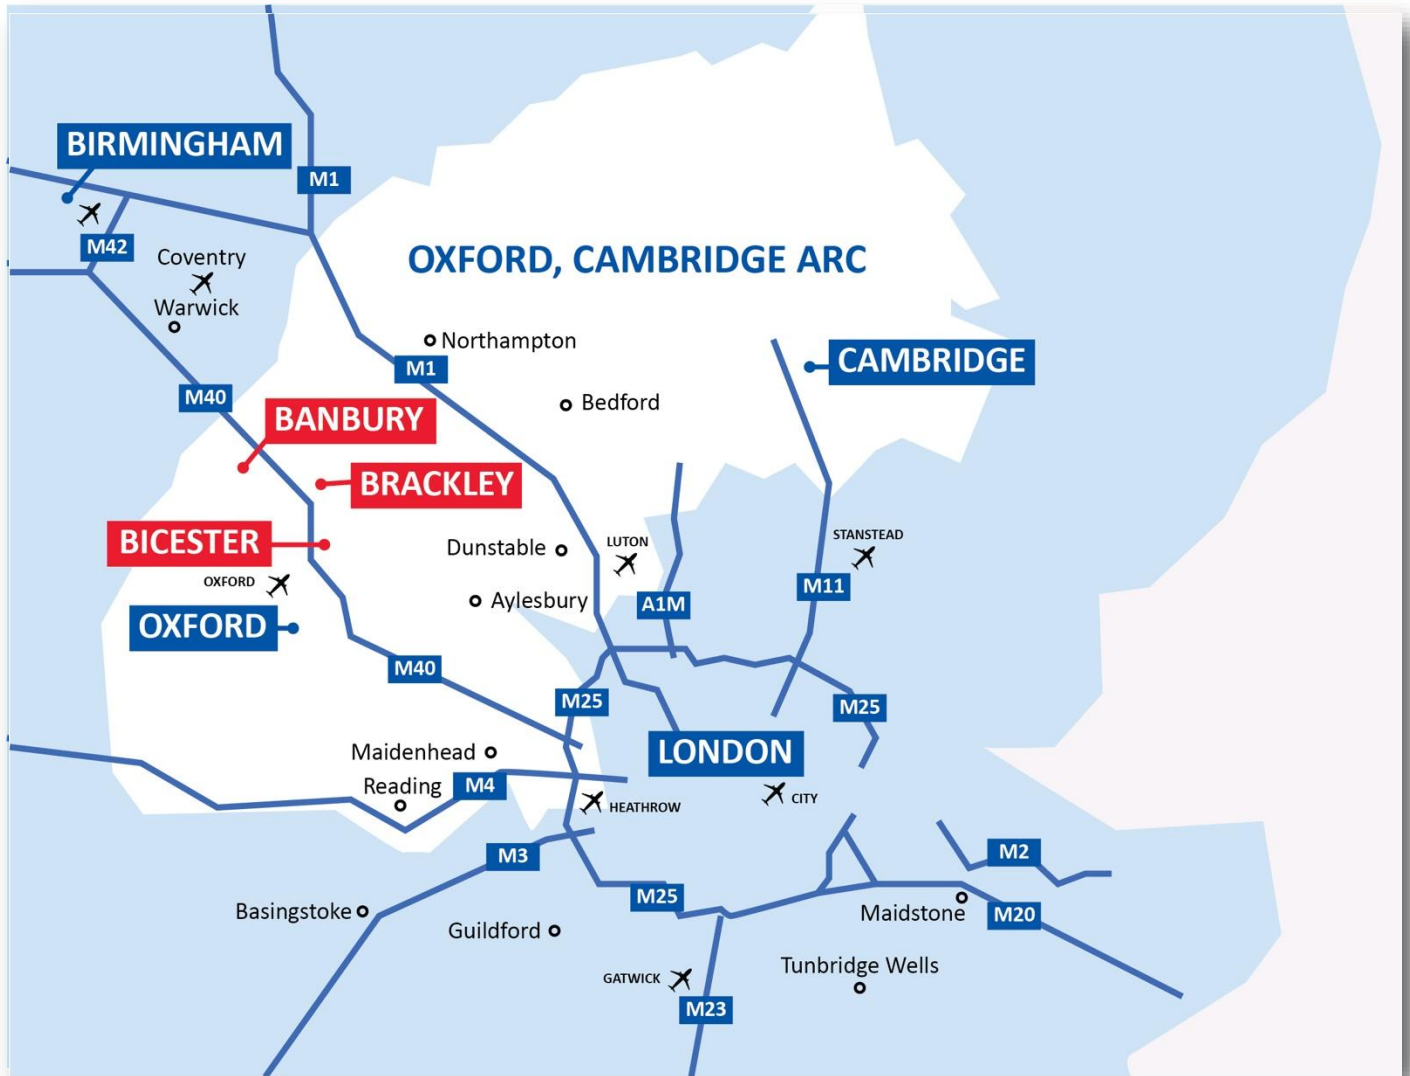 BIRMINGHAM
M1
M42
Coventry
Warwick
OXFORD, CAMBRIDGE ARC
Northampton
M1
CAMBRIDGE
M40
BANBURY
Bedford
BRACKLEY
BICESTER
Dunstable
LUTON
STANSTEAD
OXFORD
Aylesbury
A1M
M11
OXFORD
M40
M25
M25
Maidenhead
LONDON
Reading
M4
HEATHROW
CITY
M3
M2
M25
Basingstoke
Guildford
Maidstone
M20
GATWICK
Tunbridge Wells
M23